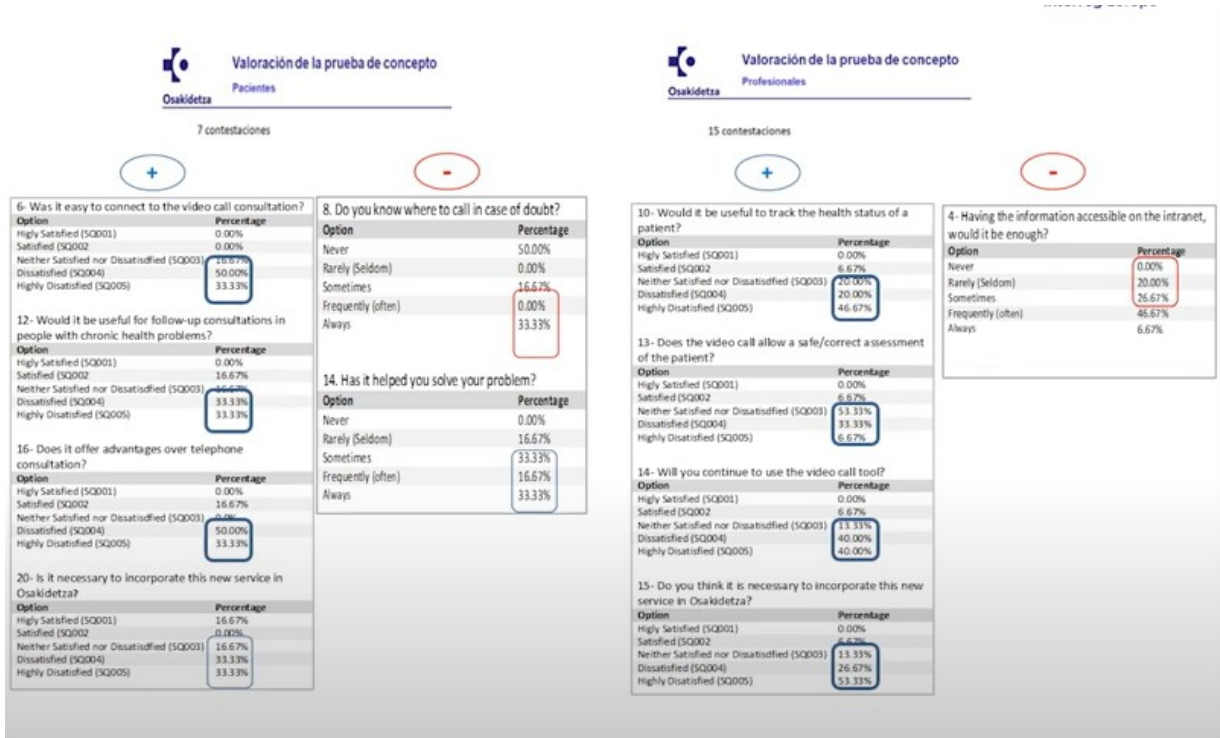 Osakidetza
Valoración de la prueba de concepto
Pacientes
7 contestaciones
+
-
6- Was it easy to connect to the video call consultation?
Option Percentage
Higly Satisfied (SQ001) 0.00%
Satisfied (SQ002 0.00%
Neither Satisfied nor Dissatisdfied (SQ003) 16.67%
Dissatisfied (SQ004) 50.00%
Highly Disatisfied (SQ005) 33.33%
12- Would it be useful for follow-up consultations in
people with chronic health problems?
Option Percentage
Higly Satisfied (SQ001) 0.00%
Satisfied (SQ002 16.67%
Neither Satisfied nor Dissatisdfied (SQ003)
Dissatisfied (SQ004) 33.33%
Highly Disatisfied (SQ005) 33.33%
16- Does it offer advantages over telephone
consultation?
Option Percentage
Higly Satisfied (SQ001) 0.00%
Satisfied (SQ002 16.67%
Neither Satisfied nor Dissatisdfied (SQ003)
Dissatisfied (SQ004) 50.00%
Highly Disatisfied (SQ005) 33.33%
20- Is it necessary to incorporate this new service in
Osakidetza?
Option Percentage
Higly Satisfied (SQ001) 16.67%
Satisfied (SQ002 0.00%
Neither Satisfied nor Dissatisdfied (SQ003) 16.67%
Dissatisfied (SQ004) 33.33%
Highly Disatisfied (SQ005) 33.33%
8. Do you know where to call in case of doubt?
Option Percentage
Never 50.00%
Rarely (Seldom) 0.00%
Sometimes 16.67%
Frequently (often) 0.00%
Always 33.33%
14. Has it helped you solve your problem?
Option Percentage
Never 0.00%
Rarely (Seldom) 16.67%
Sometimes 33.33%
Frequently (often) 16.67%
Always 33.33%
Osakidetza
Valoración de la prueba de concepto
Profesionales
15 contestaciones
+
-
10- Would it be useful to track the health status of a
patient?
Option Percentage
Higly Satisfied (SQ001) 0.00%
Satisfied (SQ002 6.67%
Neither Satisfied nor Dissatisdfied (SQ003) 20.00%
Dissatisfied (SQ004) 20.00%
Highly Disatisfied (SQ005) 46.67%
13- Does the video call allow a safe/correct assessment
of the patient?
Option Percentage
Higly Satisfied (SQ001) 0.00%
Satisfied (SQ002 6.67%
Neither Satisfied nor Dissatisdfied (SQ003) 53.33%
Dissatisfied (SQ004) 33.33%
Highly Disatisfied (SQ005) 6.67%
14- Will you continue to use the video call tool?
Option Percentage
Higly Satisfied (SQ001) 0.00%
Satisfied (SQ002 6.67%
Neither Satisfied nor Dissatisdfied (SQ003) 13.33%
Dissatisfied (SQ004) 40.00%
Highly Disatisfied (SQ005) 40.00%
15- Do you think it is necessary to incorporate this new
service in Osakidetza?
Option Percentage
Higly Satisfied (SQ001) 0.00%
Satisfied (SQ002 6.67%
Neither Satisfied nor Dissatisdfied (SQ003) 13.33%
Dissatisfied (SQ004) 26.67%
Highly Disatisfied (SQ005) 53.33%
4- Having the information accessible on the intranet,
would it be enough?
Option Percentage
Never 0.00%
Rarely (Seldom) 20.00%
Sometimes 26.67%
Frequently (often) 46.67%
Always 6.67%